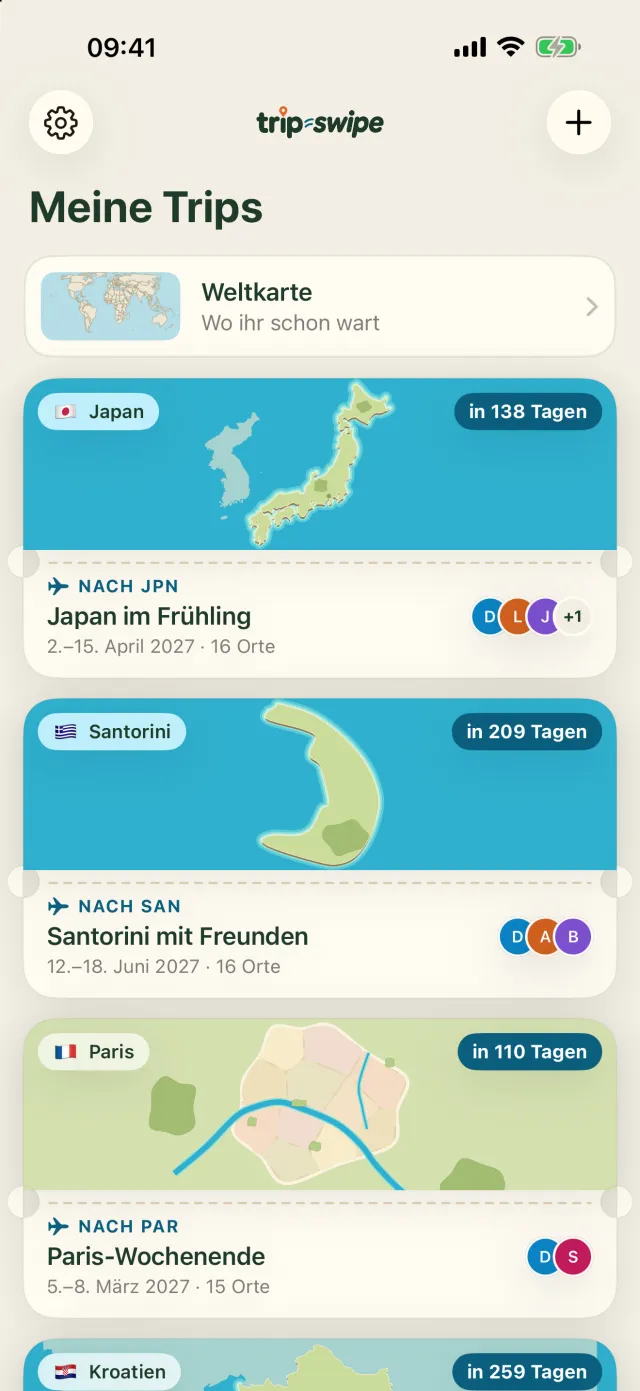 09:41
trip swipe
Meine Trips
Weltkarte
Wo ihr schon wart
Japan
in 138 Tagen
NACH JPN
Japan im Frühling
2.–15. April 2027 · 16 Orte
D L J +1
Santorini
in 209 Tagen
NACH SAN
Santorini mit Freunden
12.–18. Juni 2027 · 16 Orte
D A B
Paris
in 110 Tagen
NACH PAR
Paris-Wochenende
5.–8. März 2027 · 15 Orte
D S
Kroatien
in 259 Tagen